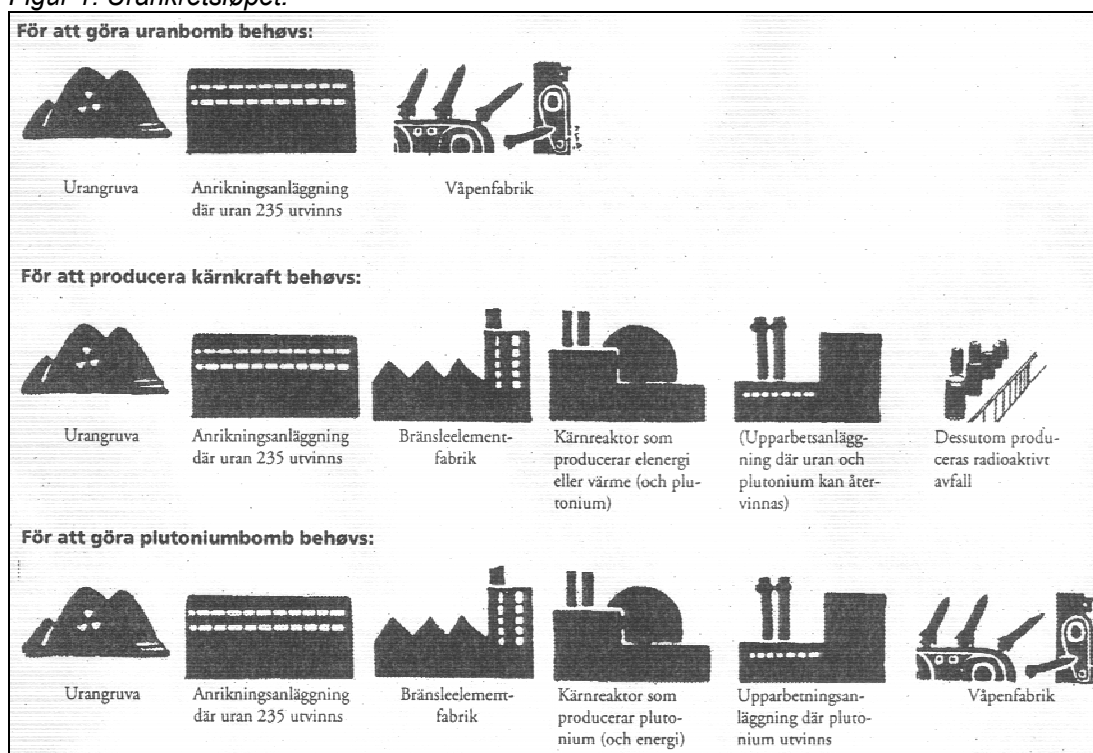 Figur 1. Urankretsløpet.
För att göra uranbomb behøvs:
Urangruva
Anrikningsanläggning
där uran 235 utvinns
Våpenfabrik
För att producera kärnkraft behøvs:
Urangruva
Anrikningsanläggning
där uran 235 utvinns
Bränsleelement-
fabrik
Kärnreaktor som
producerar elenergi
eller värme (och plu-
tonium)
(Upparbetsanlägg-
ning där uran och
plutonium kan åter-
vinnas)
Dessutom produ-
ceras radioaktivt
avfall
För att göra plutoniumbomb behøvs:
Urangruva
Anrikningsanläggning
där uran 235 utvinns
Bränsleelement-
fabrik
Kärnreaktor som
producerar pluto-
nium (och energi)
Upparbetningsan-
läggning där pluto-
nium utvinns
Våpenfabrik